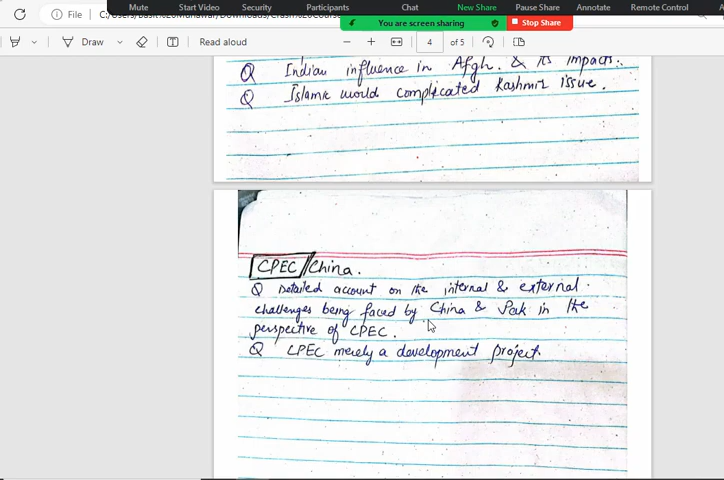 Mute Start Video Security Participants Chat New Share Pause Share Annotate Remote Control
You are screen sharing Stop Share
File
Draw Read aloud 4 of 5
Q Indian influence in Afgh. & its impacts.
Q Islamic world complicated Kashmir issue.
CPEC//China.
Q Detailed account on the internal & external
challenges being faced by China & Pak in the
perspective of CPEC.
Q CPEC merely a development project.